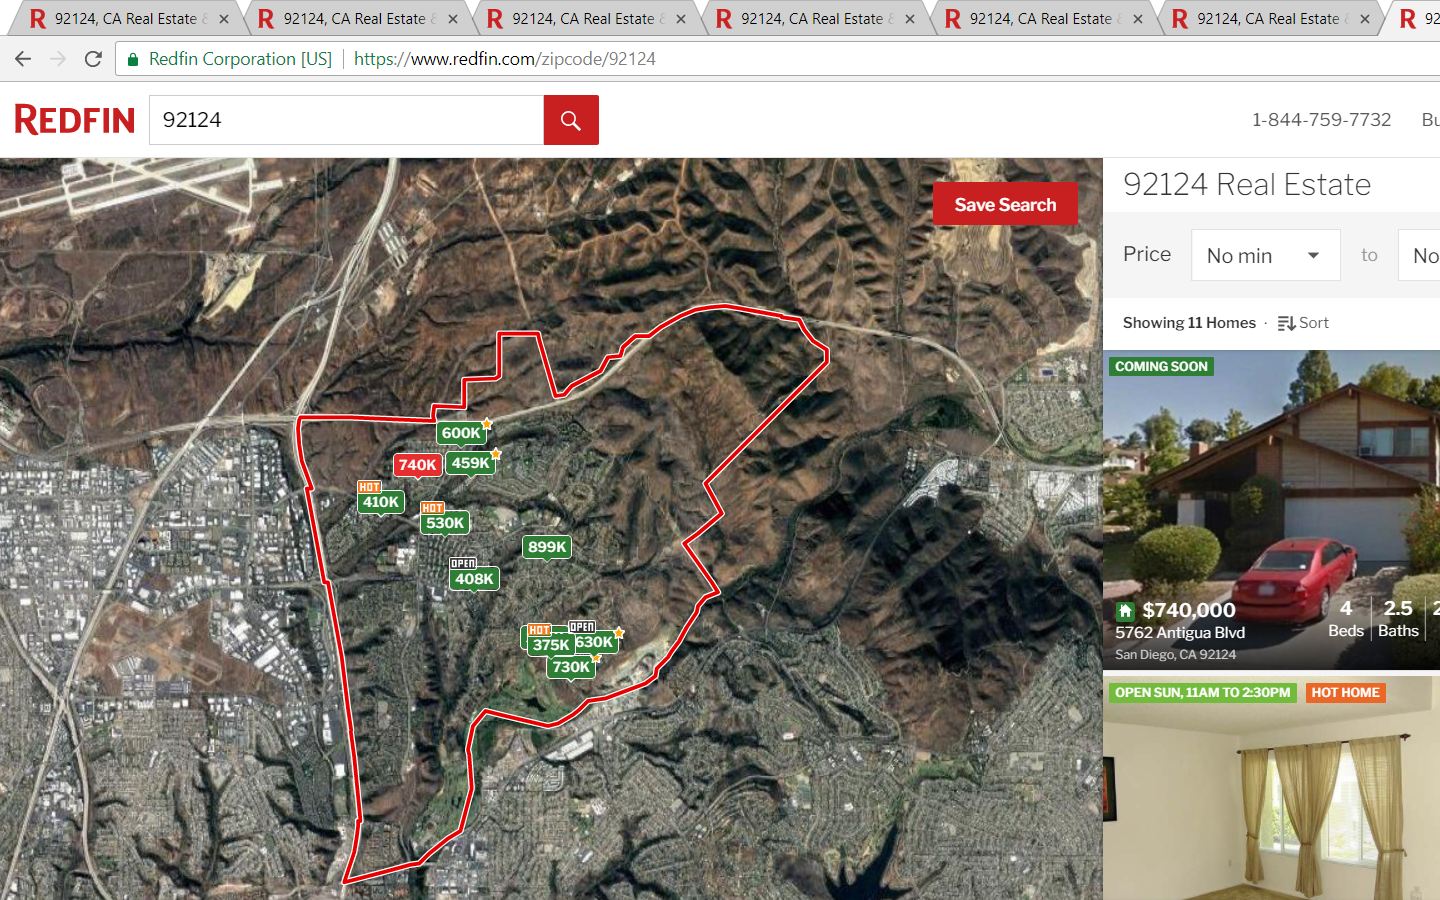 92124, CA Real Estate
92124, CA Real Estate
92124, CA Real Estate
92124, CA Real Estate
92124, CA Real Estate
92124, CA Real Estate
92
Redfin Corporation [US]
https://www.redfin.com/zipcode/92124
REDFIN
92124
1-844-759-7732
Bu
Save Search
92124 Real Estate
Price
No min
to
No
Showing 11 Homes · Sort
600K
740K
459K
HOT
410K
HOT
530K
899K
OPEN
408K
HOT
OPEN
375K
630K
730K
COMING SOON
$740,000
5762 Antigua Blvd
San Diego, CA 92124
4
Beds
2.5
Baths
2
OPEN SUN, 11AM TO 2:30PM
HOT HOME